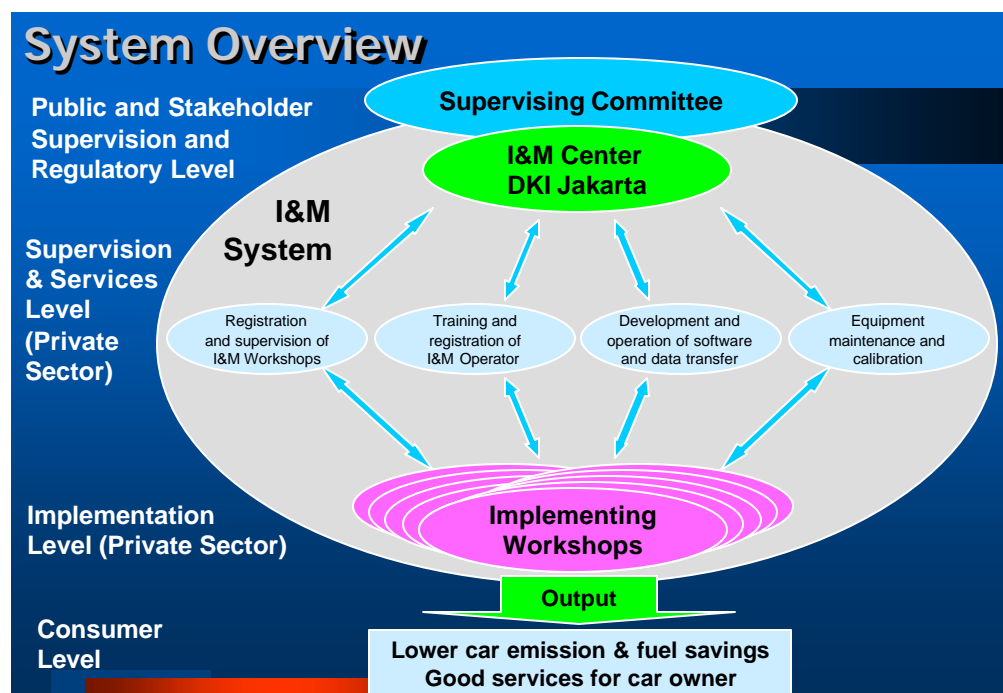 System Overview
Public and Stakeholder
Supervision and
Regulatory Level
Supervising Committee
I&M Center
DKI Jakarta
I&M
System
Supervision
& Services
Level
(Private
Sector)
Registration
and supervision of
I&M Workshops
Training and
registration of
I&M Operator
Development and
operation of software
and data transfer
Equipment
maintenance and
calibration
Implementation
Level (Private Sector)
Implementing
Workshops
Output
Consumer
Level
Lower car emission & fuel savings
Good services for car owner